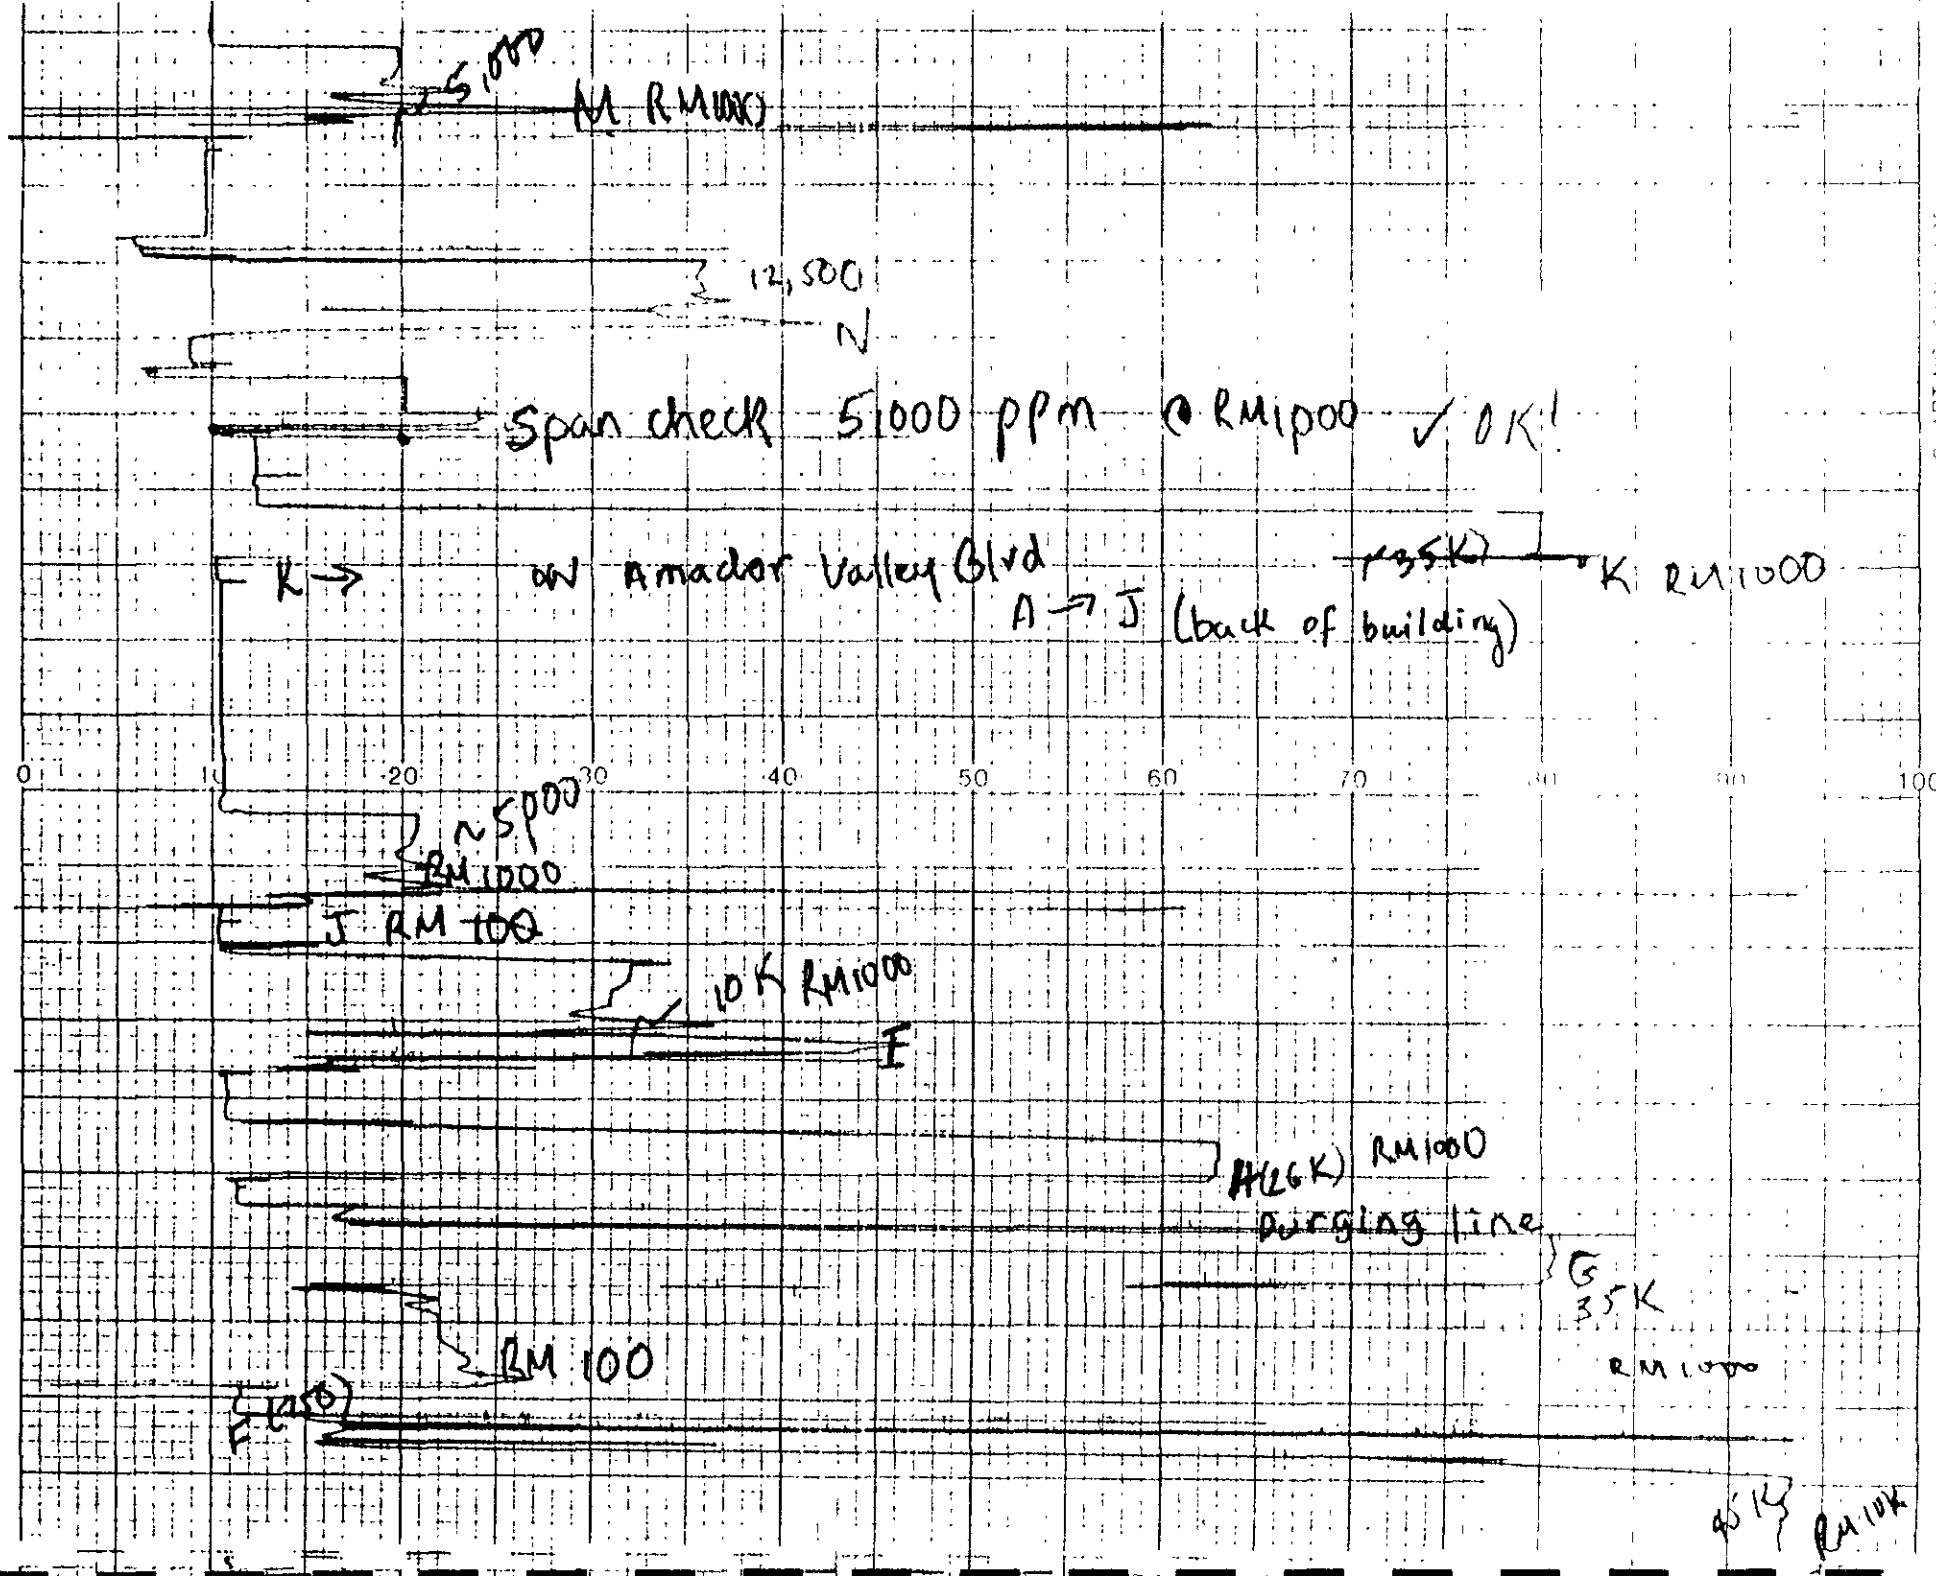 5,000
M RM1000
12,500
N
Span check 5,000 ppm @ RM1000 ✓ OK!
K → on Amador Valley Blvd
(~35K)
K RM1000
A → J (back of building)
0 10 20 30 40 50 60 70 80 90 100
~5000
RM1000
J RM 100
10K RM1000
I
H(26K) RM1000
Purging line
G
35K
RM 100
RM1000
F
45K
RM10K